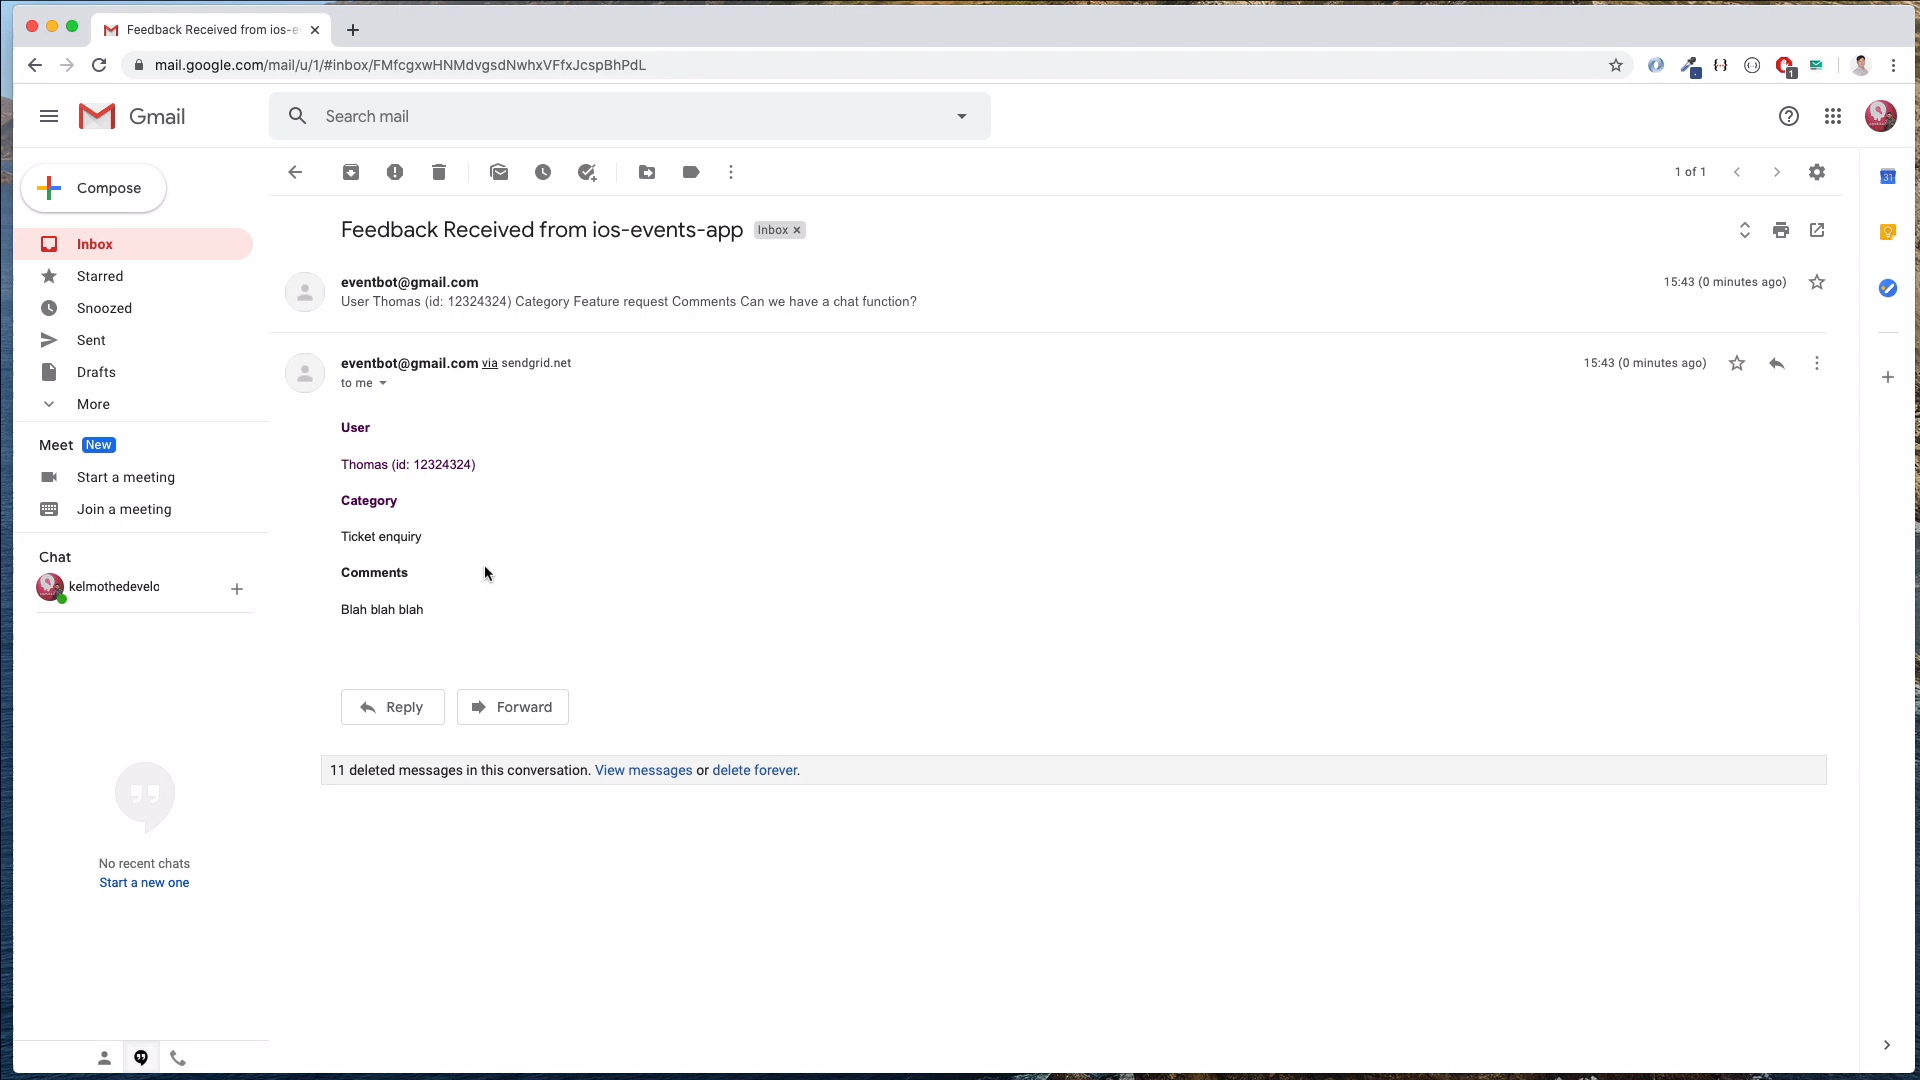 Feedback Received from ios-e
mail.google.com/mail/u/1/#inbox/FMfcgxwHNMdvgsdNwhxVFfxJcspBhPdL
1
Gmail
Search mail
Compose
1 of 1
31
Inbox
Starred
Snoozed
Sent
Drafts
More
Meet New
Start a meeting
Join a meeting
Chat
kelmothedevelo
No recent chats
Start a new one
Feedback Received from ios-events-app Inbox ×
eventbot@gmail.com 15:43 (0 minutes ago)
User Thomas (id: 12324324) Category Feature request Comments Can we have a chat function?
eventbot@gmail.com via sendgrid.net 15:43 (0 minutes ago)
to me
User
Thomas (id: 12324324)
Category
Ticket enquiry
Comments
Blah blah blah
Reply Forward
11 deleted messages in this conversation. View messages or delete forever.